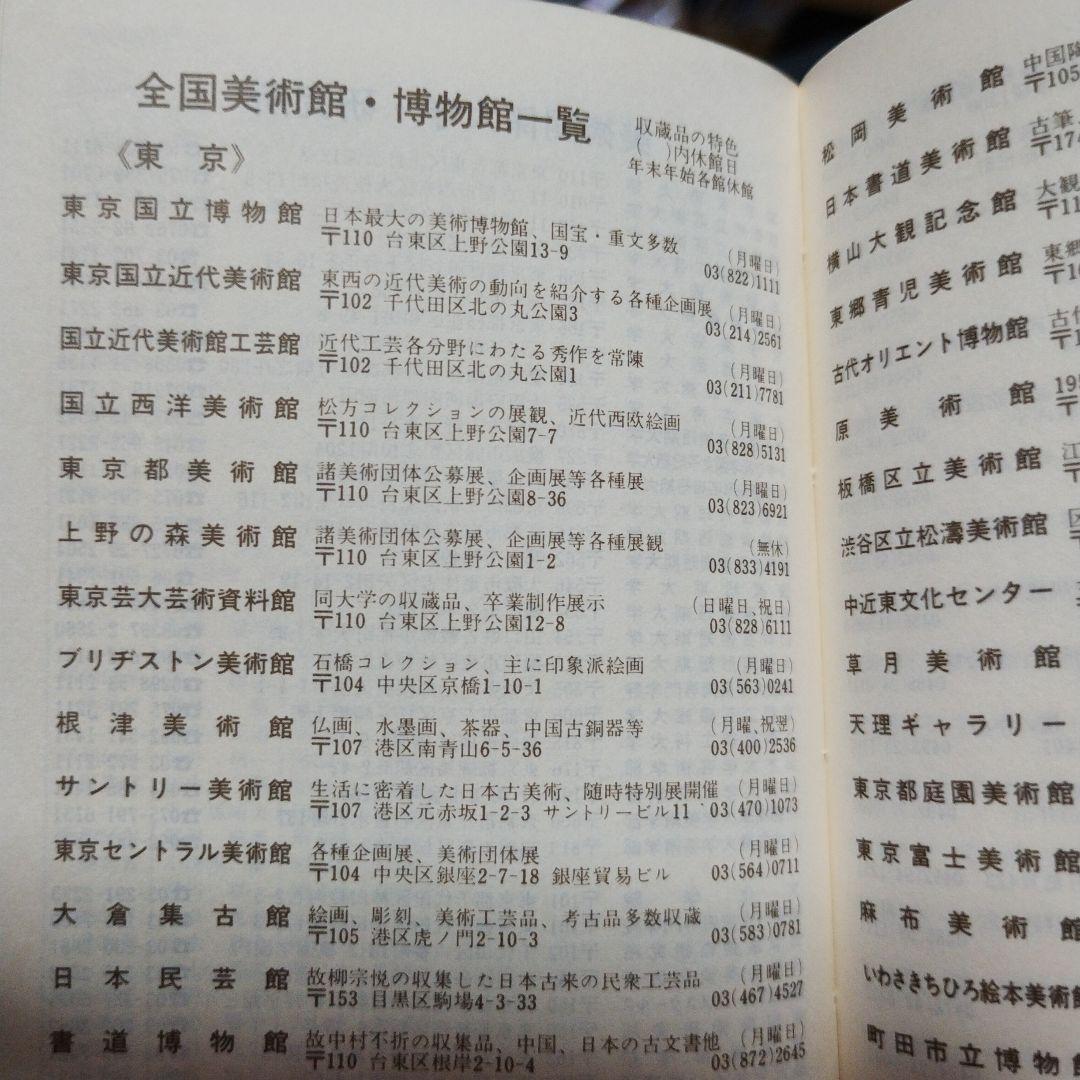 全国美術館・博物館一覧
収蔵品の特色
(　)内休館日
年末年始各館休館
《東　京》
東京国立博物館　日本最大の美術博物館、国宝・重文多数　(月曜日)
〒110 台東区上野公園13-9　03(822)1111
東京国立近代美術館　東西の近代美術の動向を紹介する各種企画展　(月曜日)
〒102 千代田区北の丸公園3　03(214)2561
国立近代美術館工芸館　近代工芸各分野にわたる秀作を常陳　(月曜日)
〒102 千代田区北の丸公園1　03(211)7781
国立西洋美術館　松方コレクションの展観、近代西欧絵画　(月曜日)
〒110 台東区上野公園7-7　03(828)5131
東京都美術館　諸美術団体公募展、企画展等各種展　(月曜日)
〒110 台東区上野公園8-36　03(823)6921
上野の森美術館　諸美術団体公募展、企画展等各種展観　(無休)
〒110 台東区上野公園1-2　03(833)4191
東京芸大芸術資料館　同大学の収蔵品、卒業制作展示　(日曜日、祝日)
〒110 台東区上野公園12-8　03(828)6111
ブリヂストン美術館　石橋コレクション、主に印象派絵画　(月曜日)
〒104 中央区京橋1-10-1　03(563)0241
根津美術館　仏画、水墨画、茶器、中国古銅器等　(月曜、祝翌)
〒107 港区南青山6-5-36　03(400)2536
サントリー美術館　生活に密着した日本古美術、随時特別展開催　(月曜日)
〒107 港区元赤坂1-2-3 サントリービル11　03(470)1073
東京セントラル美術館　各種企画展、美術団体展　(月曜日)
〒104 中央区銀座2-7-18 銀座貿易ビル　03(564)0711
大倉集古館　絵画、彫刻、美術工芸品、考古品多数収蔵　(月曜日)
〒105 港区虎ノ門2-10-3　03(583)0781
日本民芸館　故柳宗悦の収集した日本古来の民衆工芸品　(月曜日)
〒153 目黒区駒場4-3-33　03(467)4527
書道博物館　故中村不折の収集品、中国、日本の古文書他　(月曜日)
〒110 台東区根岸2-10-4　03(872)2645
松岡美術館　中国陶
〒105
日本書道美術館　古筆
〒174
横山大観記念館　大観
〒11
東郷青児美術館　東郷
〒10
古代オリエント博物館　古代
〒1
原美術館　195
〒
板橋区立美術館　江
〒
渋谷区立松濤美術館
〒
中近東文化センター
草月美術館
天理ギャラリー
東京都庭園美術館
東京富士美術館
麻布美術館
いわさきちひろ絵本美術館
町田市立博物館